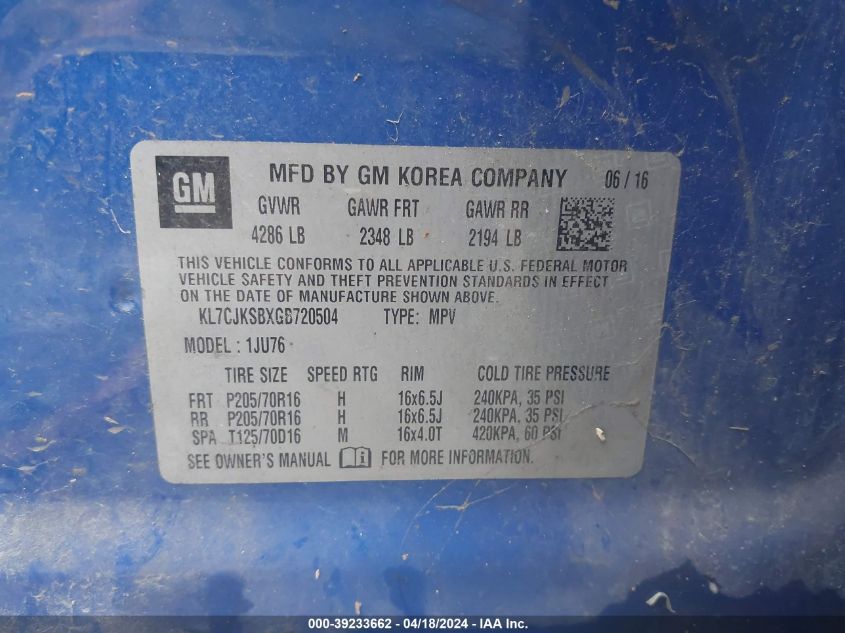 GM
MFD BY GM KOREA COMPANY 06/16
GVWR GAWR FRT GAWR RR
4286 LB 2348 LB 2194 LB
THIS VEHICLE CONFORMS TO ALL APPLICABLE U.S. FEDERAL MOTOR
VEHICLE SAFETY AND THEFT PREVENTION STANDARDS IN EFFECT
ON THE DATE OF MANUFACTURE SHOWN ABOVE.
KL7CJKSBXGB720504 TYPE: MPV
MODEL: 1JU76
TIRE SIZE SPEED RTG RIM COLD TIRE PRESSURE
FRT P205/70R16 H 16x6.5J 240KPA, 35 PSI
RR P205/70R16 H 16x6.5J 240KPA, 35 PSI
SPA T125/70D16 M 16x4.0T 420KPA, 60 PSI
SEE OWNER'S MANUAL FOR MORE INFORMATION.
000-39233662 - 04/18/2024 - IAA Inc.